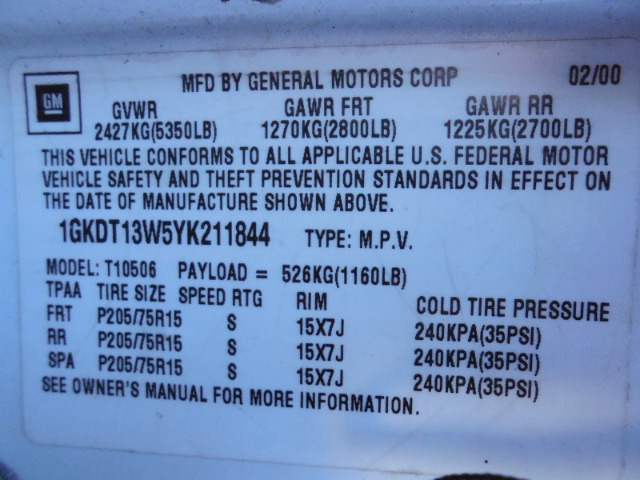 MFD BY GENERAL MOTORS CORP 02/00
GM
GVWR GAWR FRT GAWR RR
2427KG(5350LB) 1270KG(2800LB) 1225KG(2700LB)
THIS VEHICLE CONFORMS TO ALL APPLICABLE U.S. FEDERAL MOTOR
VEHICLE SAFETY AND THEFT PREVENTION STANDARDS IN EFFECT ON
THE DATE OF MANUFACTURE SHOWN ABOVE.
1GKDT13W5YK211844 TYPE: M.P.V.
MODEL: T10506 PAYLOAD = 526KG(1160LB)
TPAA TIRE SIZE SPEED RTG RIM COLD TIRE PRESSURE
FRT P205/75R15 S 15X7J 240KPA(35PSI)
RR P205/75R15 S 15X7J 240KPA(35PSI)
SPA P205/75R15 S 15X7J 240KPA(35PSI)
SEE OWNER'S MANUAL FOR MORE INFORMATION.